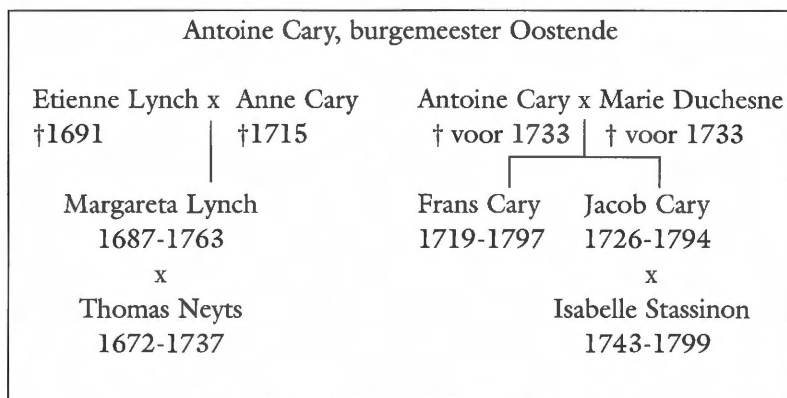 Antoine Cary, burgemeester Oostende
Etienne Lynch x Anne Cary
†1691 †1715
Margareta Lynch
1687-1763
x
Thomas Neyts
1672-1737
Antoine Cary x Marie Duchesne
† voor 1733 † voor 1733
Frans Cary Jacob Cary
1719-1797 1726-1794
x
Isabelle Stassinon
1743-1799